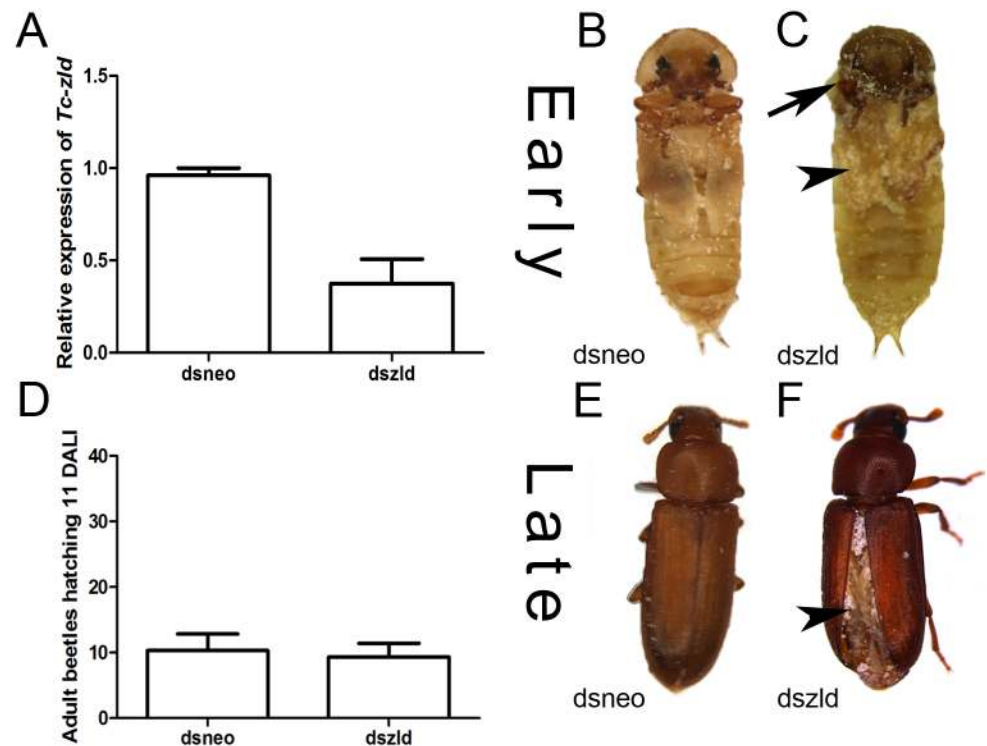 A
Relative expression of Tc-zld
1.5
1.0
0.5
0.0
dsneo
dszld
Early
B
dsneo
C
dszld
D
Adult beetles hatching 11 DALI
40
30
20
10
0
dsneo
dszld
Late
E
dsneo
F
dszld